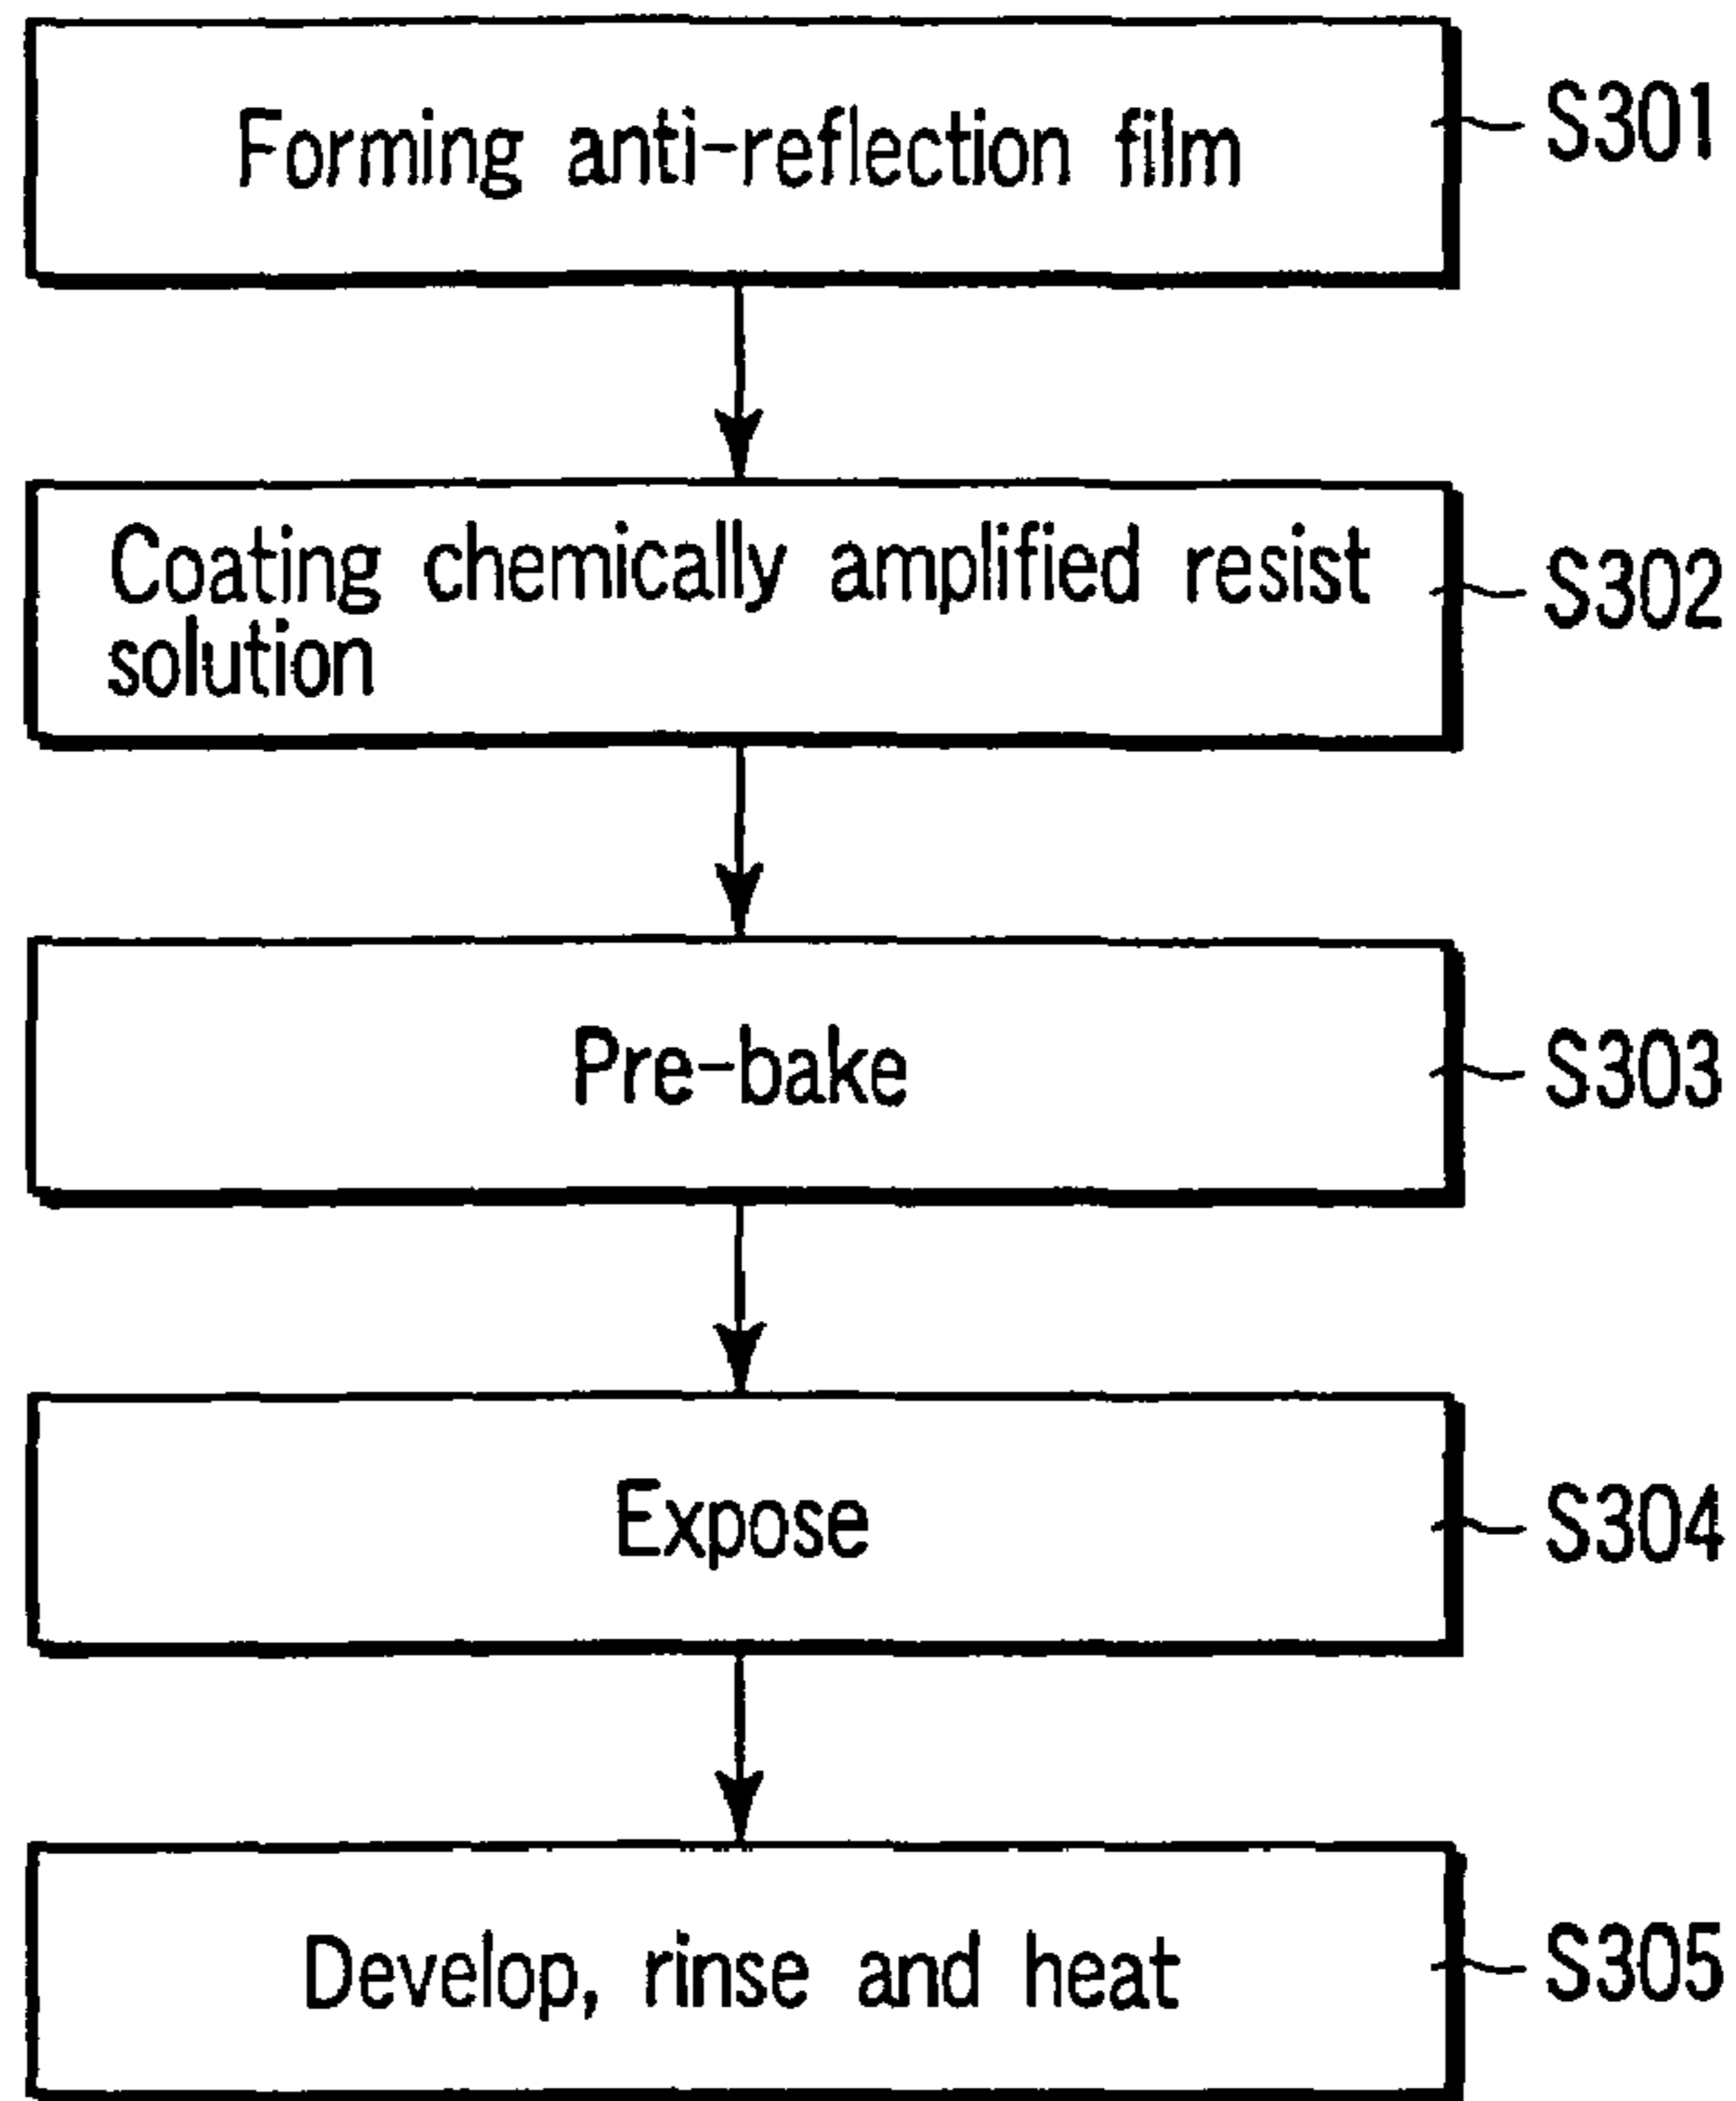 Forming anti-reflection film
S301
Coating chemically amplified resist
solution
S302
Pre-bake
S303
Expose
S304
Develop, rinse and heat
S305